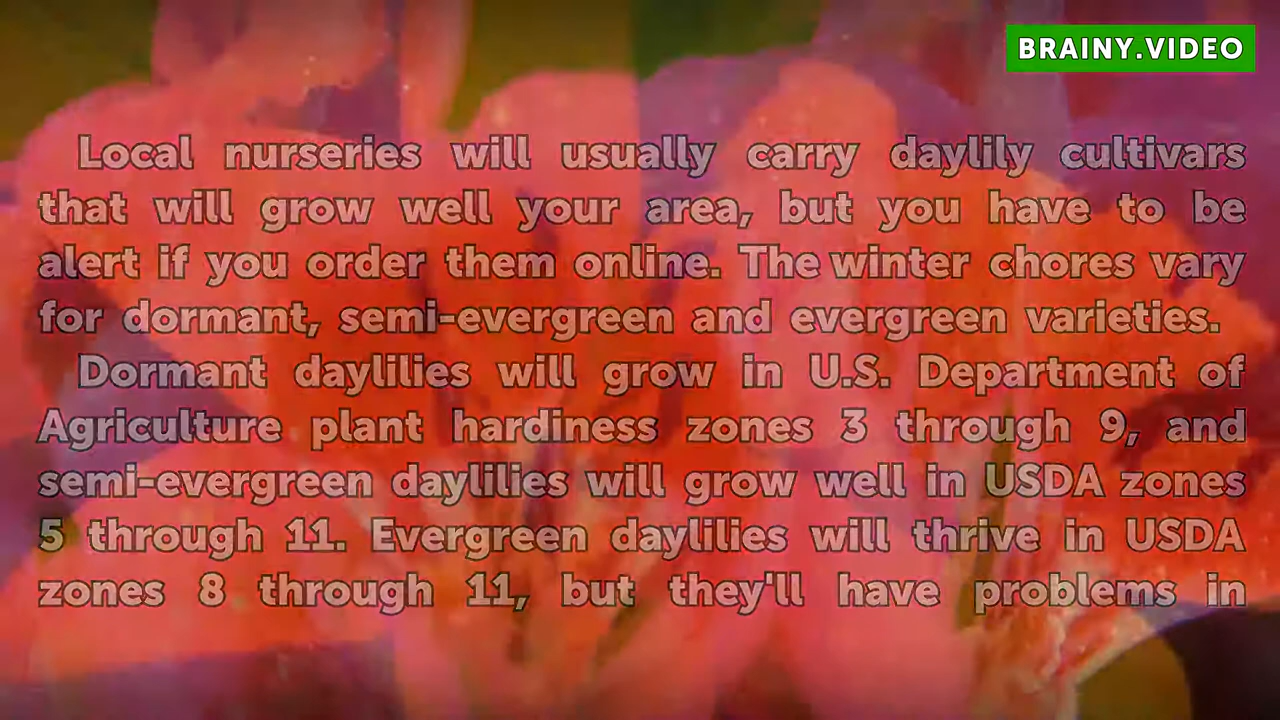 BRAINY.VIDEO
Local nurseries will usually carry daylily cultivars
that will grow well your area, but you have to be
alert if you order them online. The winter chores vary
for dormant, semi-evergreen and evergreen varieties.
Dormant daylilies will grow in U.S. Department of
Agriculture plant hardiness zones 3 through 9, and
semi-evergreen daylilies will grow well in USDA zones
5 through 11. Evergreen daylilies will thrive in USDA
zones 8 through 11, but they'll have problems in